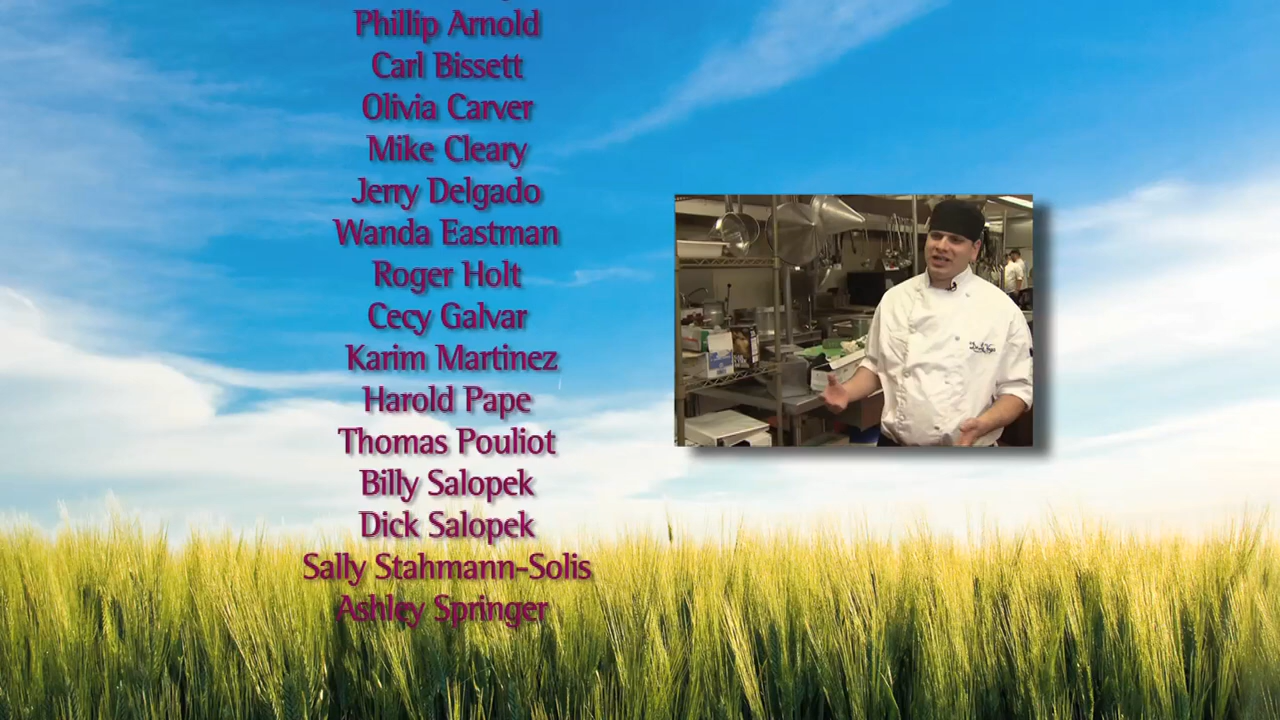 Phillip Arnold
Carl Bissett
Olivia Carver
Mike Cleary
Jerry Delgado
Wanda Eastman
Roger Holt
Cecy Galvar
Karim Martinez
Harold Pape
Thomas Pouliot
Billy Salopek
Dick Salopek
Sally Stahmann-Solis
Ashley Springer